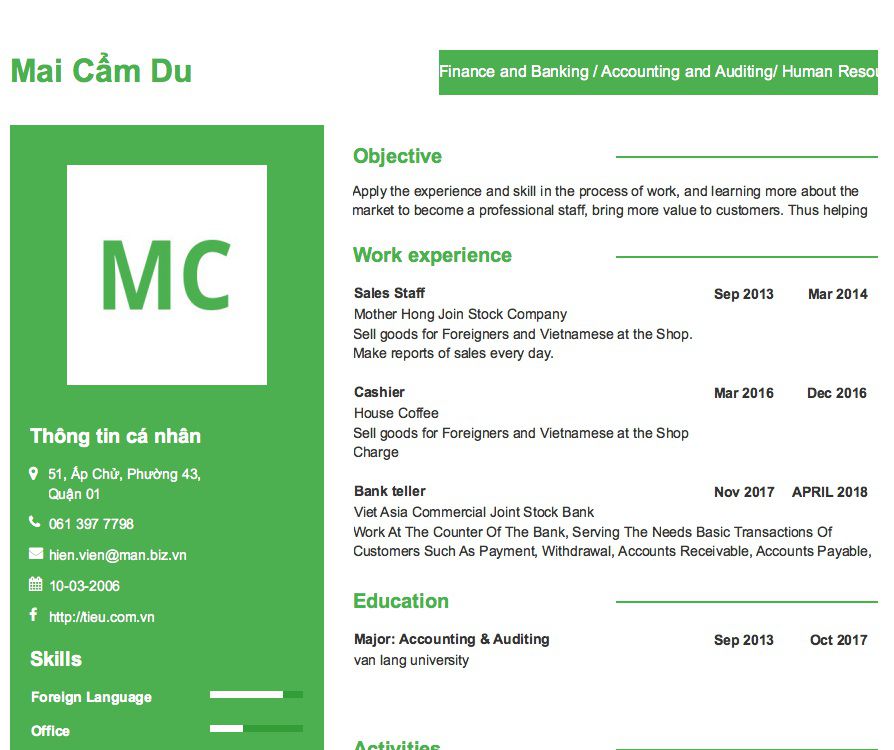 Mai Cẩm Du
Finance and Banking / Accounting and Auditing/ Human
MC
Thông tin cá nhân
51, Ấp Chử, Phường 43,
Quận 01
061 397 7798
hien.vien@man.biz.vn
10-03-2006
http://tieu.com.vn
Skills
Foreign Language
Office
Objective
Apply the experience and skill in the process of work, and learning more about the
market to become a professional staff, bring more value to customers. Thus helping
Work experience
Sales Staff Sep 2013 Mar 2014
Mother Hong Join Stock Company
Sell goods for Foreigners and Vietnamese at the Shop.
Make reports of sales every day.
Cashier Mar 2016 Dec 2016
House Coffee
Sell goods for Foreigners and Vietnamese at the Shop
Charge
Bank teller Nov 2017 APRIL 2018
Viet Asia Commercial Joint Stock Bank
Work At The Counter Of The Bank, Serving The Needs Basic Transactions Of
Customers Such As Payment, Withdrawal, Accounts Receivable, Accounts Payable,
Education
Major: Accounting & Auditing Sep 2013 Oct 2017
van lang university
Activities